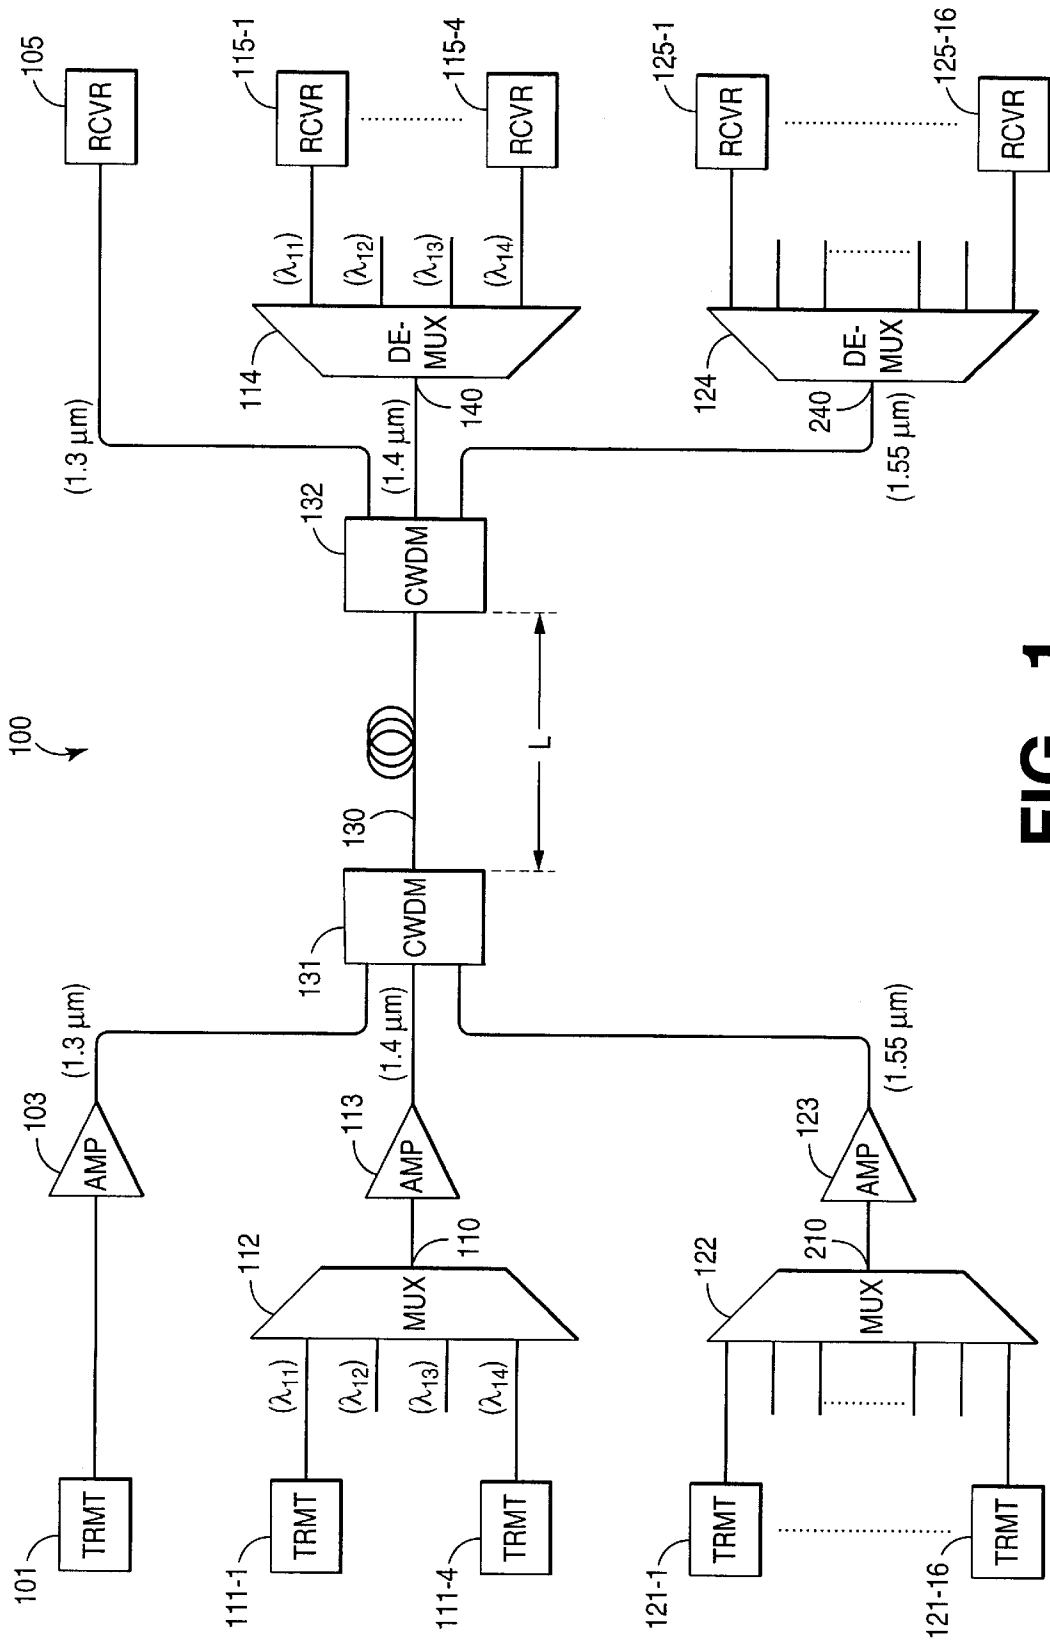 100
101
TRMT
103
AMP
(1.3 μm)
(1.3 μm)
105
RCVR
111-1
TRMT
(λ11)
(λ12)
(λ13)
(λ14)
111-4
TRMT
112
MUX
110
113
AMP
(1.4 μm)
131
CWDM
130
L
132
CWDM
(1.4 μm)
140
114
DE-
MUX
(λ11)
(λ12)
(λ13)
(λ14)
115-1
RCVR
115-4
RCVR
121-1
TRMT
121-16
TRMT
122
MUX
210
123
AMP
(1.55 μm)
(1.55 μm)
240
124
DE-
MUX
125-1
RCVR
125-16
RCVR
FIG. 1